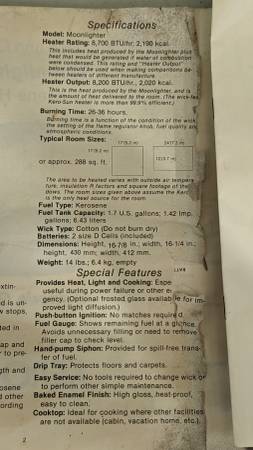 Specifications
Model: Moonlighter
Heater Rating: 8,700 BTU/hr; 2,190 kcal.
This includes heat produced by the Moonlighter plus
heat that would be generated if water of combustion
were condensed. This rating and "Heater Output"
below should be used when making comparisons be-
tween heaters of different manufacture.
Heater Output: 8,200 BTU/hr.; 2,020 kcal.
This is the heat produced by the Moonlighter, and is
the amount of heat delivered to the room. (The wick-fed
Kero-Sun heater is more than 99.9% efficient.)
Burning Time: 26-36 hours.
Burning time is a function of the condition of the wick,
the setting of the flame regulator knob, fuel quality and
atmospheric conditions.
Typical Room Sizes:
17'(5.2 m)
17'(5.2 m)
24'(7.3 m)
12'(3.7 m)
or approx. 288 sq. ft.
The area to be heated varies with outside air tempera-
ture, insulation R factors and square footage of the
dows. The room sizes given above assume the Kero
is the only heat source for the room.
Fuel Type: Kerosene
Fuel Tank Capacity: 1.7 U.S. gallons; 1.42 Imp.
gallons; 6.43 liters
Wick Type: Cotton (Do not burn dry)
Batteries: 2 size D Cells (included)
Dimensions: Height, 16-7/8 in.; width, 16-1/4 in.;
height, 430 mm; width, 412 mm.
Weight: 14 lbs.; 6.4 kg, empty
Special Features
Provides Heat, Light and Cooking: Espe
useful during power failure or other e
gency. (Optional frosted glass available for im-
proved light diffusion.)
Push-button Ignition: No matches required.
Fuel Gauge: Shows remaining fuel at a glance.
Avoids unnecessary filling or need to remove
filler cap to check level.
Hand-pump Siphon: Provided for spill-free trans-
fer of fuel.
Drip Tray: Protects floors and carpets.
Easy Service: No tools required to change wick or
to perform other simple maintenance.
Baked Enamel Finish: High gloss, heat-proof,
easy to clean.
Cooktop: Ideal for cooking where other facilities
are not available (cabin, vacation home, etc.).
2